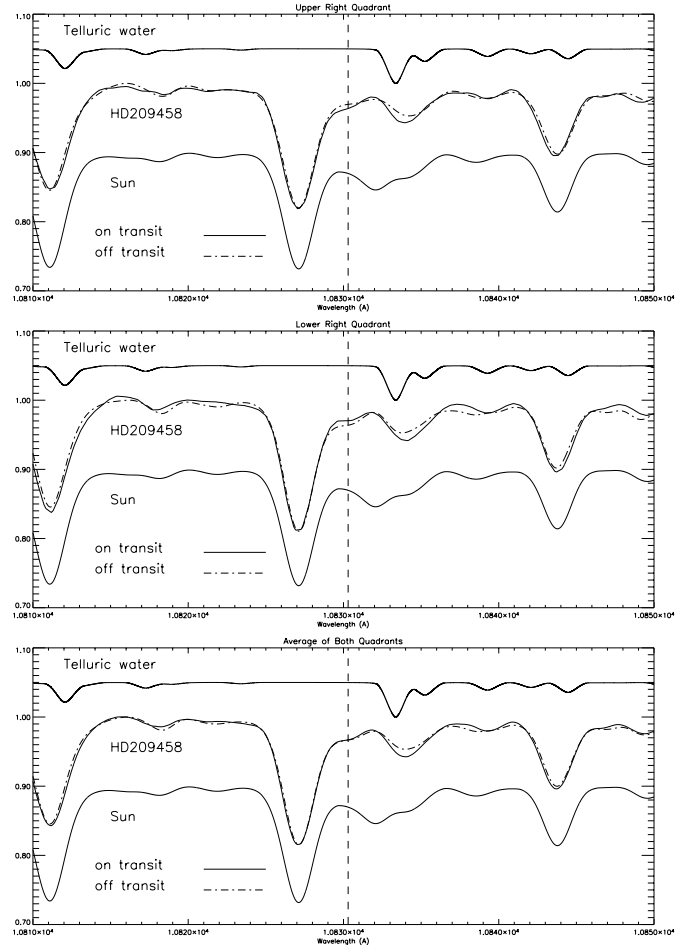 Upper Right Quadrant
1.10
Telluric water
1.00
HD209458
0.90
Sun
0.80
on transit
off transit
0.70
1.0810×10⁴ 1.0820×10⁴ 1.0830×10⁴ 1.0840×10⁴ 1.0850×10⁴
Wavelength (A)
Lower Right Quadrant
1.10
Telluric water
1.00
HD209458
0.90
Sun
0.80
on transit
off transit
0.70
1.0810×10⁴ 1.0820×10⁴ 1.0830×10⁴ 1.0840×10⁴ 1.0850×10⁴
Wavelength (A)
Average of Both Quadrants
1.10
Telluric water
1.00
HD209458
0.90
Sun
0.80
on transit
off transit
0.70
1.0810×10⁴ 1.0820×10⁴ 1.0830×10⁴ 1.0840×10⁴ 1.0850×10⁴
Wavelength (A)